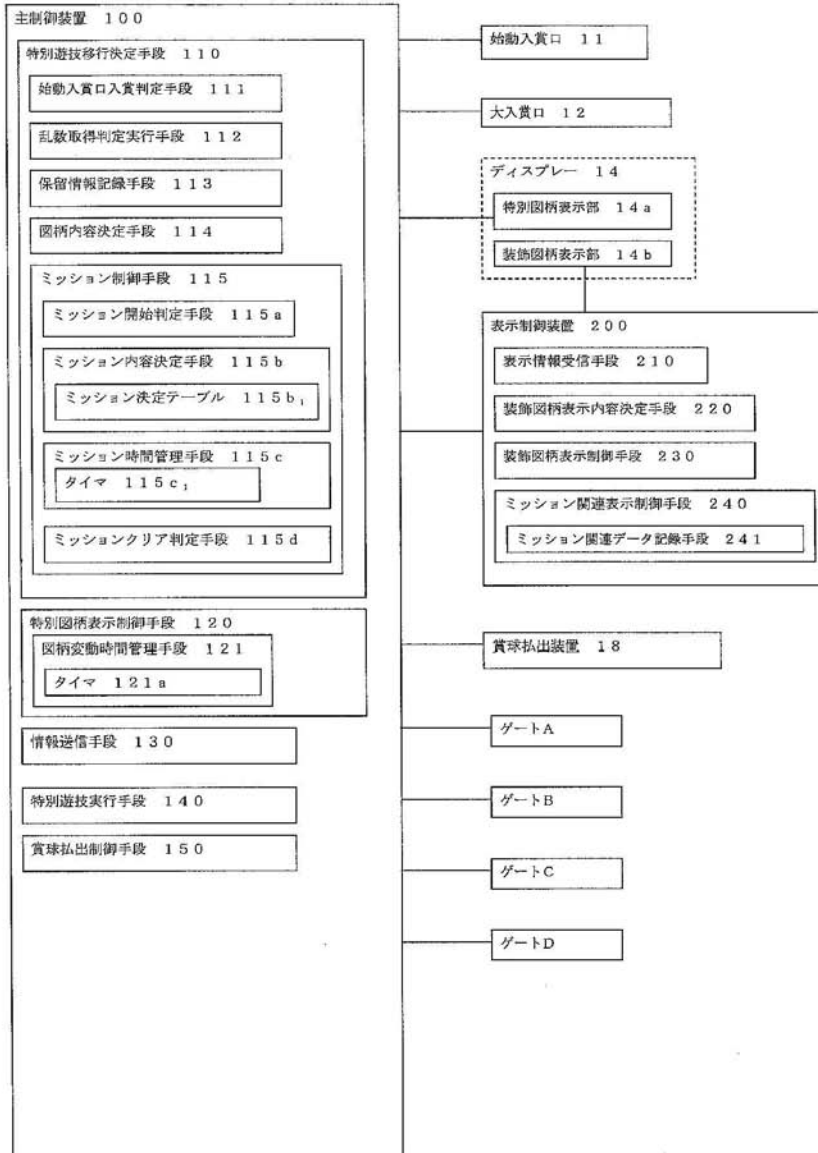 主制御装置 100
特別遊技移行決定手段 110
始動入賞口入賞判定手段 111
乱数取得判定実行手段 112
保留情報記録手段 113
図柄内容決定手段 114
ミッション制御手段 115
ミッション開始判定手段 115a
ミッション内容決定手段 115b
ミッション決定テーブル 115b₁
ミッション時間管理手段 115c
タイマ 115c₁
ミッションクリア判定手段 115d
特別図柄表示制御手段 120
図柄変動時間管理手段 121
タイマ 121a
情報送信手段 130
特別遊技実行手段 140
賞球払出制御手段 150
始動入賞口 11
大入賞口 12
ディスプレー 14
特別図柄表示部 14a
装飾図柄表示部 14b
表示制御装置 200
表示情報受信手段 210
装飾図柄表示内容決定手段 220
装飾図柄表示制御手段 230
ミッション関連表示制御手段 240
ミッション関連データ記録手段 241
賞球払出装置 18
ゲートA
ゲートB
ゲートC
ゲートD